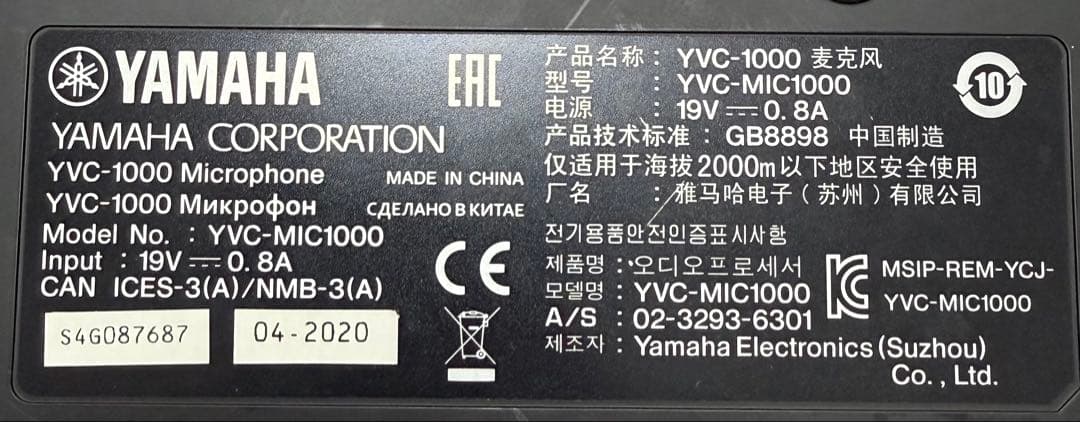 YAMAHA
YAMAHA CORPORATION
YVC-1000 Microphone
MADE IN CHINA
YVC-1000 Микрофон
СДЕЛАНО В КИТАЕ
Model No. : YVC-MIC1000
Input : 19V⎓0.8A
CAN ICES-3(A)/NMB-3(A)
S4G087687
04-2020
EAC
CE
产品名称 : YVC-1000 麦克风
型号 : YVC-MIC1000
电源 : 19V⎓0.8A
产品技术标准 : GB8898 中国制造
仅适用于海拔2000m以下地区安全使用
厂名 : 雅马哈电子(苏州)有限公司
10
전기용품안전인증표시사항
제품명 : 오디오프로세서
모델명 : YVC-MIC1000
A/S : 02-3293-6301
제조자 : Yamaha Electronics (Suzhou)
Co., Ltd.
MSIP-REM-YCJ-
YVC-MIC1000